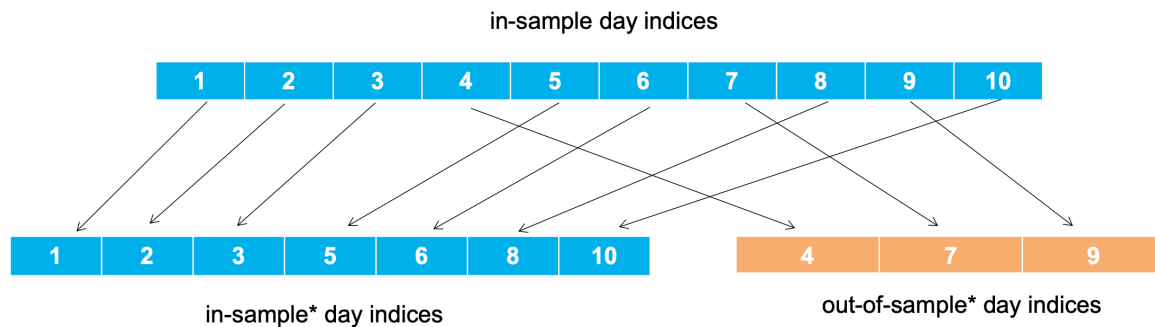 in-sample day indices
1 2 3 4 5 6 7 8 9 10
1 2 3 5 6 8 10
4 7 9
in-sample* day indices
out-of-sample* day indices